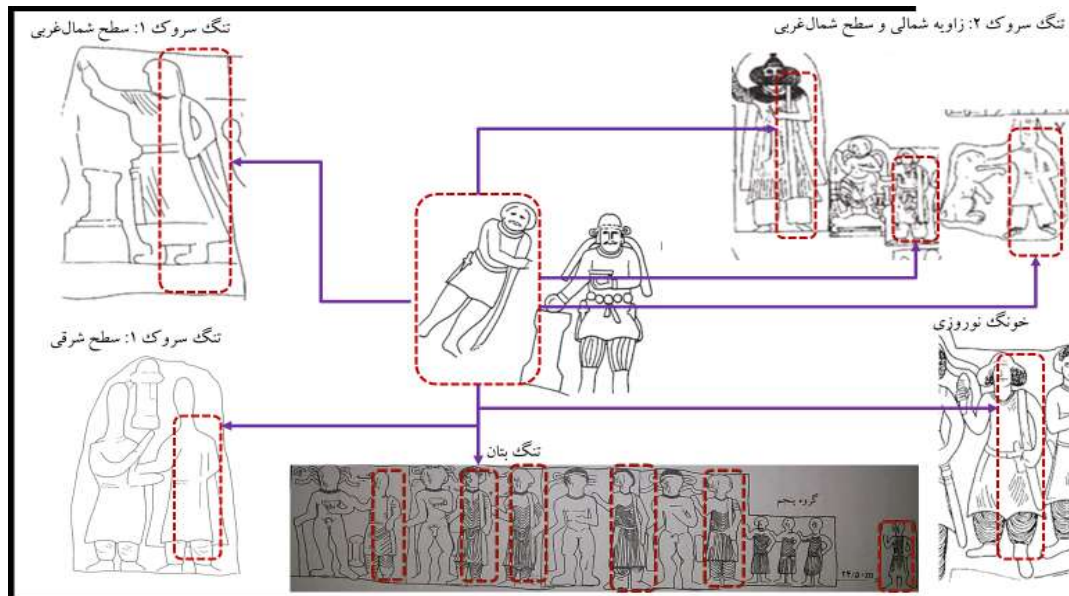 تنگ سروک ۲: زاویه شمالی و سطح شمال‌غربی
تنگ سروک ۱: سطح شمال‌غربی
خونگ نوروزی
تنگ سروک ۱: سطح شرقی
تنگ بتان
گروه پنجم